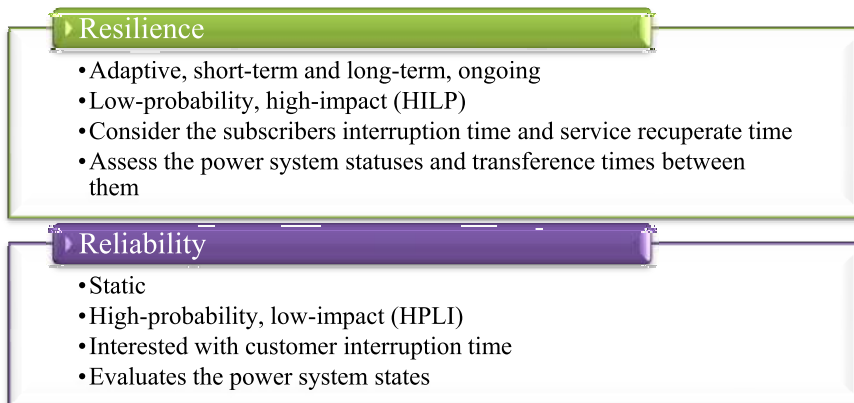 Resilience
•Adaptive, short-term and long-term, ongoing
•Low-probability, high-impact (HILP)
•Consider the subscribers interruption time and service recuperate time
•Assess the power system statuses and transference times between
them
Reliability
•Static
•High-probability, low-impact (HPLI)
•Interested with customer interruption time
•Evaluates the power system states